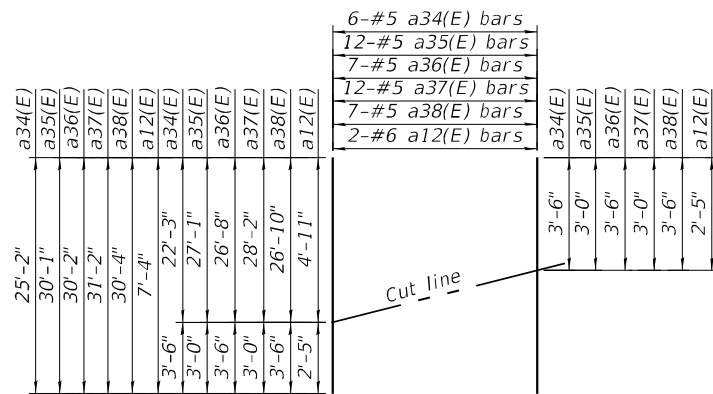 6-#5 a34(E) bars
12-#5 a35(E) bars
7-#5 a36(E) bars
12-#5 a37(E) bars
7-#5 a38(E) bars
2-#6 a12(E) bars
a34(E)
a35(E)
a36(E)
a37(E)
a38(E)
a12(E)
a34(E)
a35(E)
a36(E)
a37(E)
a38(E)
a12(E)
a34(E)
a35(E)
a36(E)
a37(E)
a38(E)
a12(E)
25'-2"
30'-1"
30'-2"
31'-2"
30'-4"
7'-4"
22'-3"
27'-1"
26'-8"
28'-2"
26'-10"
4'-11"
3'-6"
3'-0"
3'-6"
3'-0"
3'-6"
2'-5"
Cut line
3'-6"
3'-0"
3'-6"
3'-0"
3'-6"
2'-5"